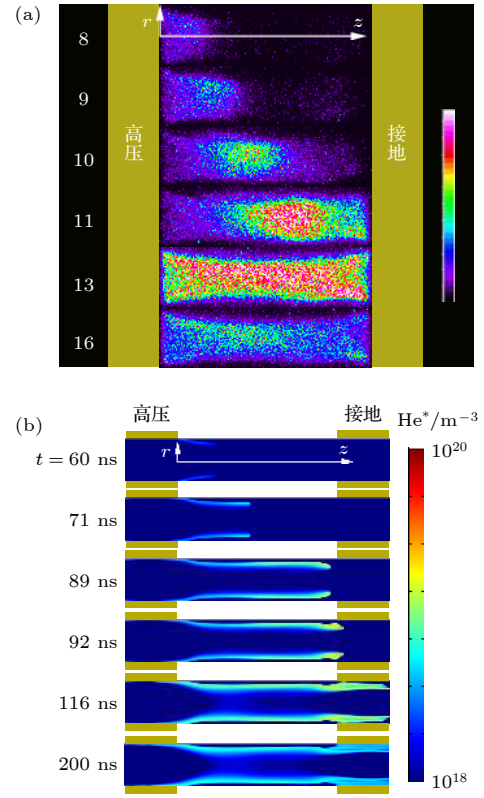 (a)
r
z
8
9
10
11
13
16
高压
接地
(b)
高压
接地
He*/m⁻³
r
z
t = 60 ns
71 ns
89 ns
92 ns
116 ns
200 ns
10²⁰
10¹⁸